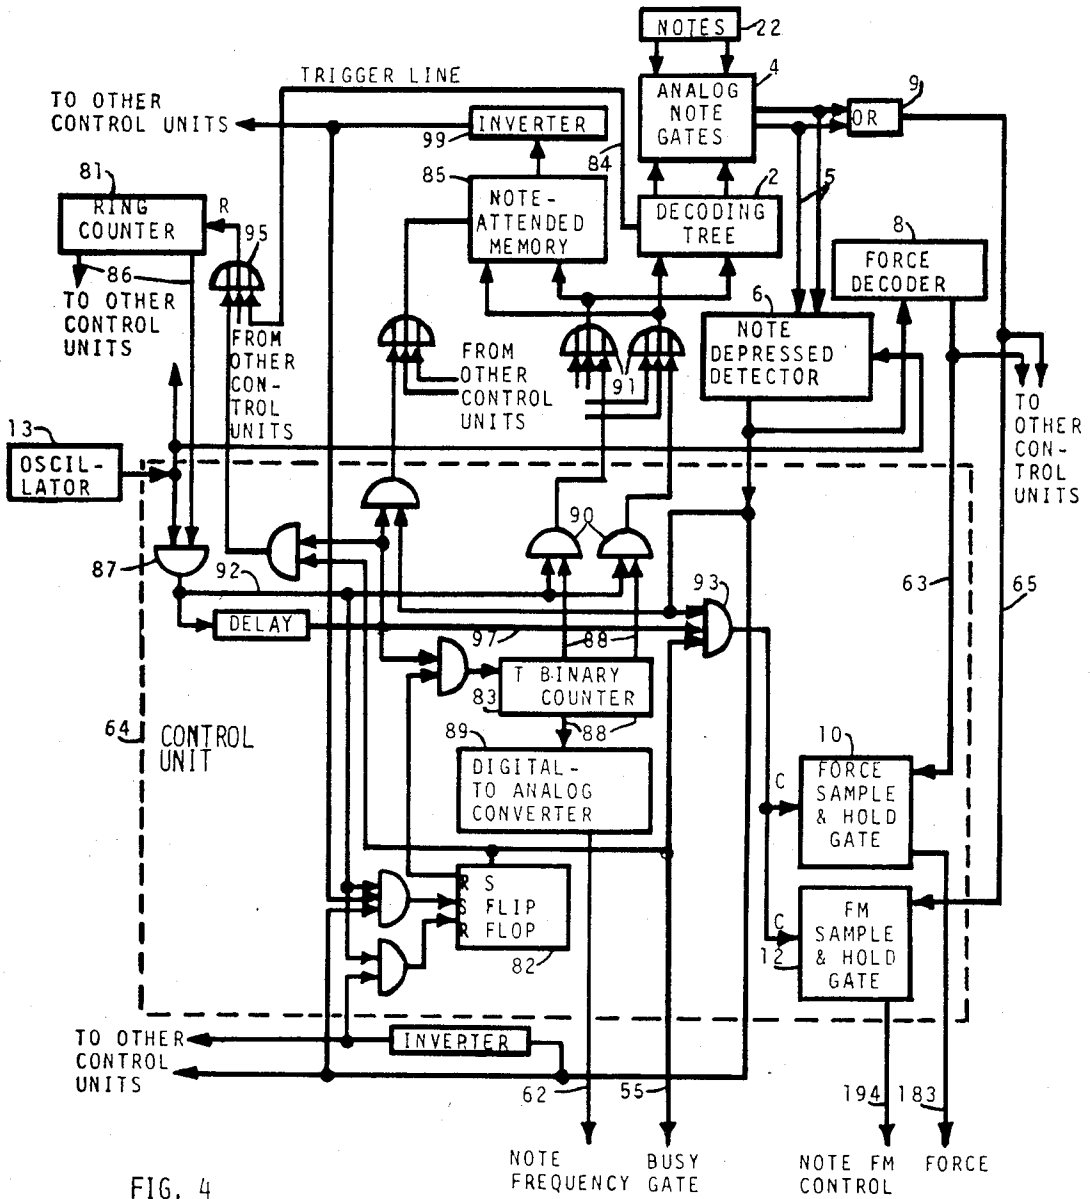 NOTES
22
4
TRIGGER LINE
ANALOG
NOTE
GATES
9
OR
TO OTHER
CONTROL UNITS
INVERTER
99
84
85
2
5
81
RING
COUNTER
R
NOTE-
ATTENDED
MEMORY
DECODING
TREE
8
FORCE
DECODER
95
86
TO OTHER
CONTROL
UNITS
6
NOTE
DEPRESSED
DETECTOR
FROM
OTHER
CON-
TROL
UNITS
FROM
OTHER
CONTROL
UNITS
91
TO
OTHER
CON-
TROL
UNITS
13
OSCIL-
LATOR
90
87
92
93
63
65
DELAY
97
88
T BINARY
COUNTER
83
88
64
CONTROL
UNIT
89
DIGITAL-
TO ANALOG
CONVERTER
10
FORCE
SAMPLE
& HOLD
GATE
C
R S
S FLIP
R FLOP
82
FM
SAMPLE
& HOLD
GATE
C
12
TO OTHER
CONTROL
UNITS
INVERTER
62
55
194
183
NOTE
FREQUENCY
BUSY
GATE
NOTE FM
CONTROL
FORCE
FIG. 4